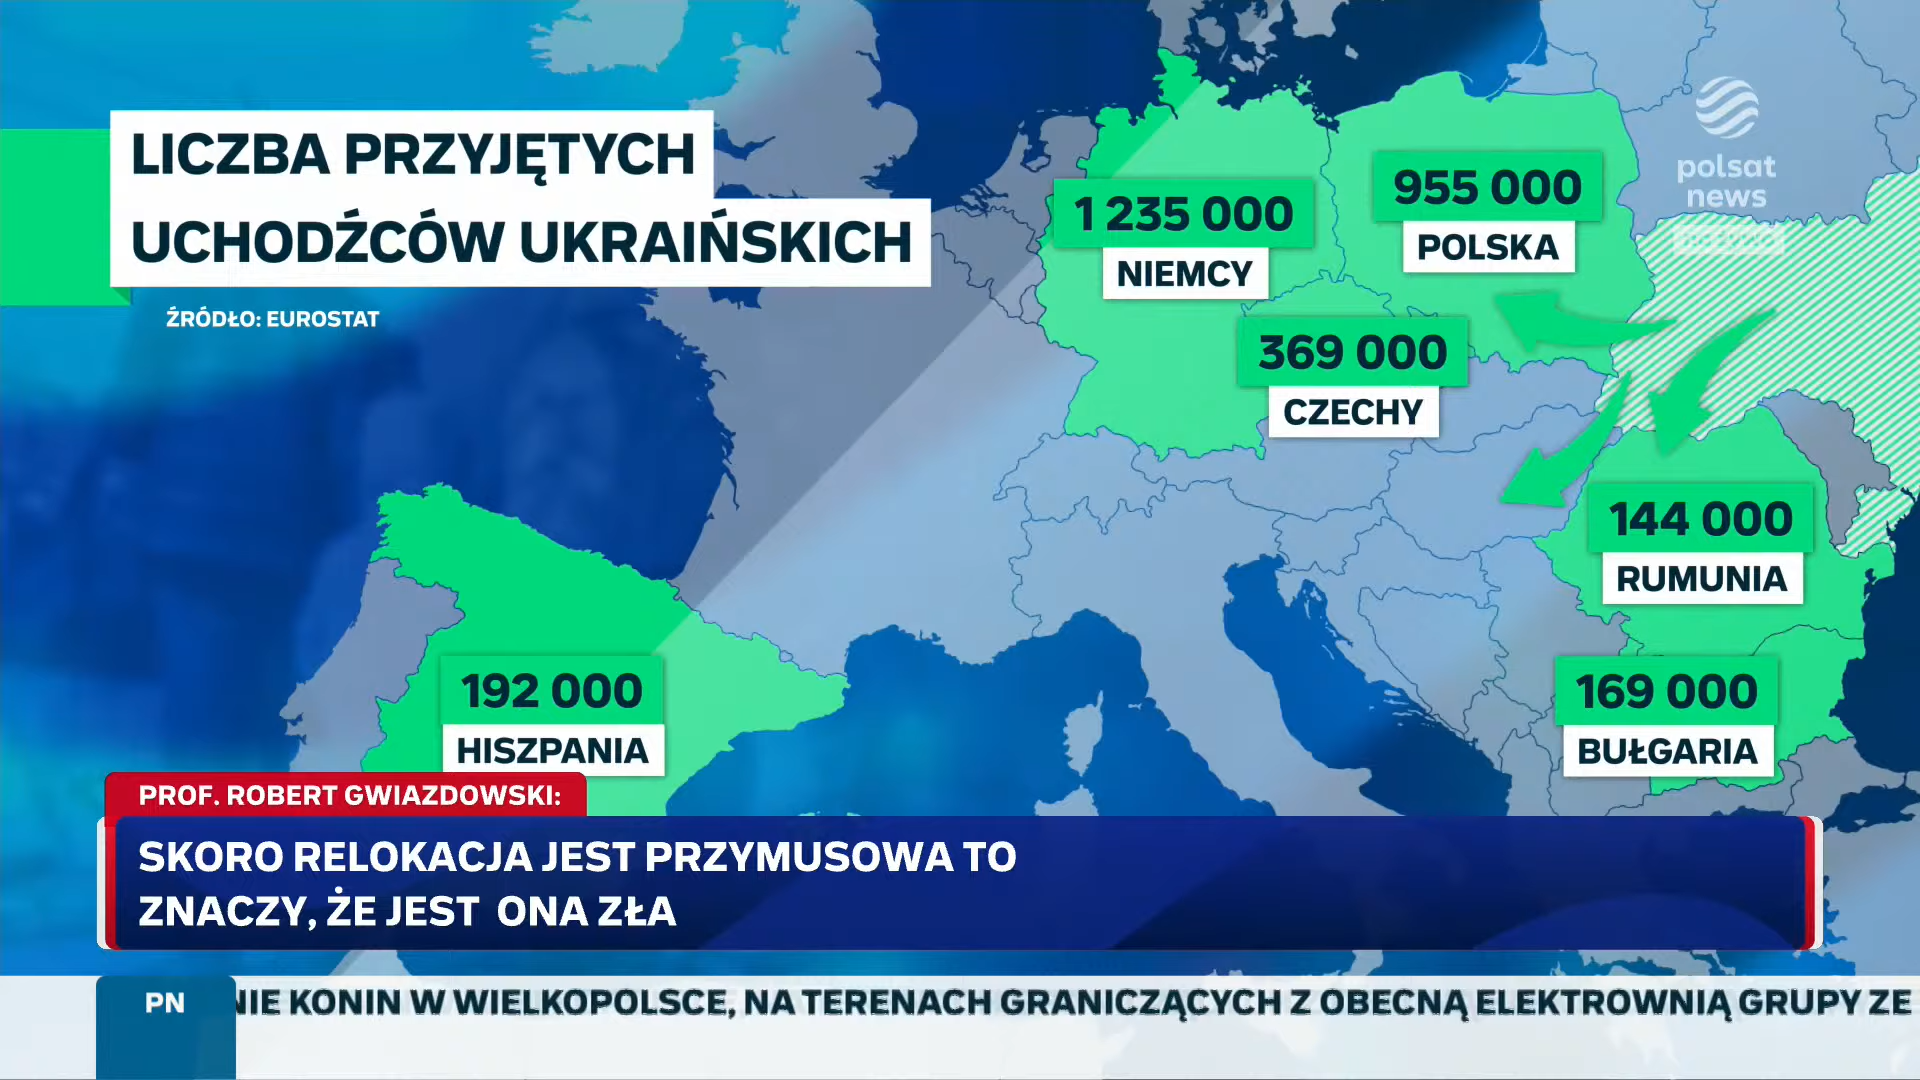 LICZBA PRZYJĘTYCH
UCHODŹCÓW UKRAIŃSKICH
ŹRÓDŁO: EUROSTAT
polsat
news
955 000
POLSKA
1 235 000
NIEMCY
369 000
CZECHY
144 000
RUMUNIA
192 000
HISZPANIA
169 000
BUŁGARIA
PROF. ROBERT GWIAZDOWSKI:
SKORO RELOKACJA JEST PRZYMUSOWA TO
ZNACZY, ŻE JEST ONA ZŁA
PN
NIE KONIN W WIELKOPOLSCE, NA TERENACH GRANICZĄCYCH Z OBECNĄ ELEKTROWNIĄ GRUPY ZE